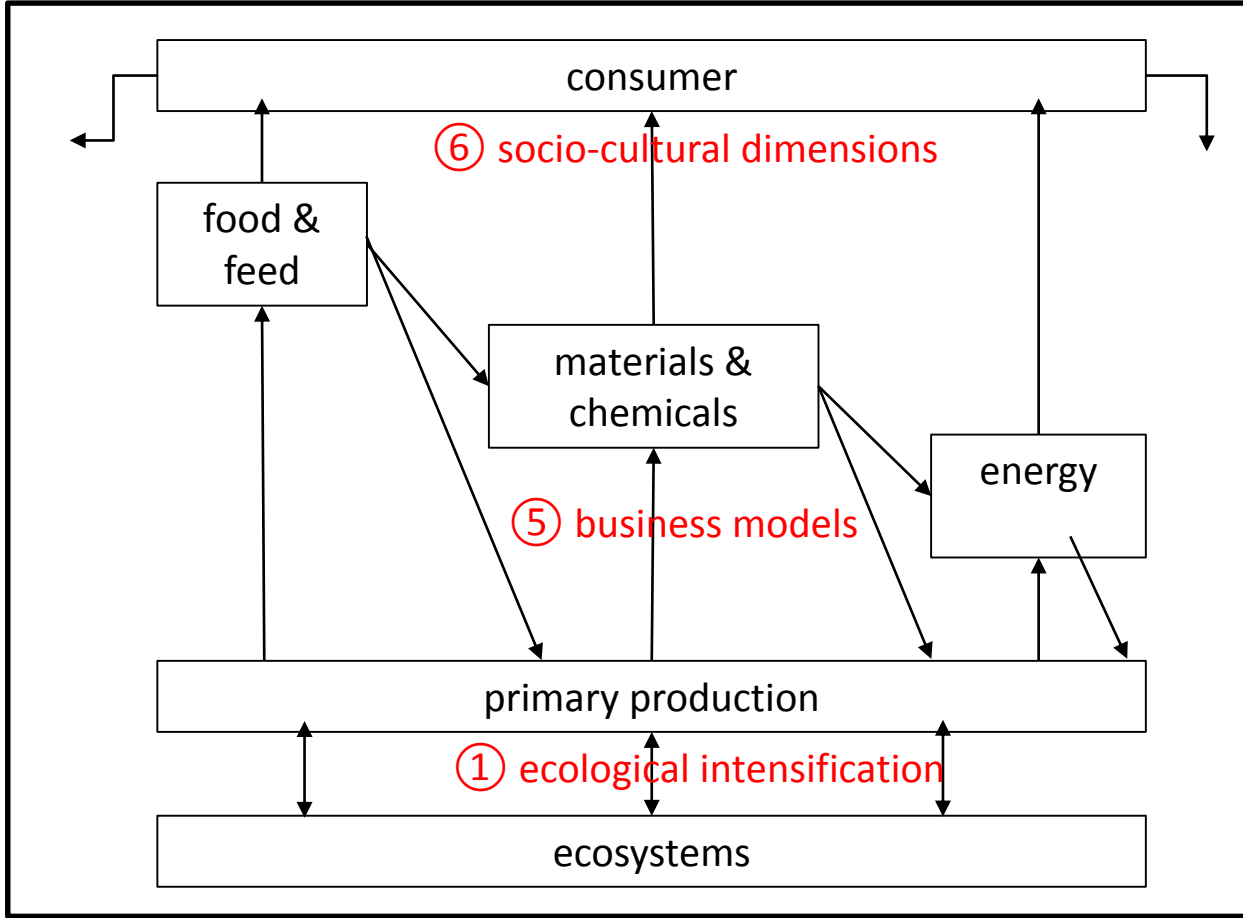 consumer
⑥ socio-cultural dimensions
food &
feed
materials &
chemicals
energy
⑤ business models
primary production
① ecological intensification
ecosystems